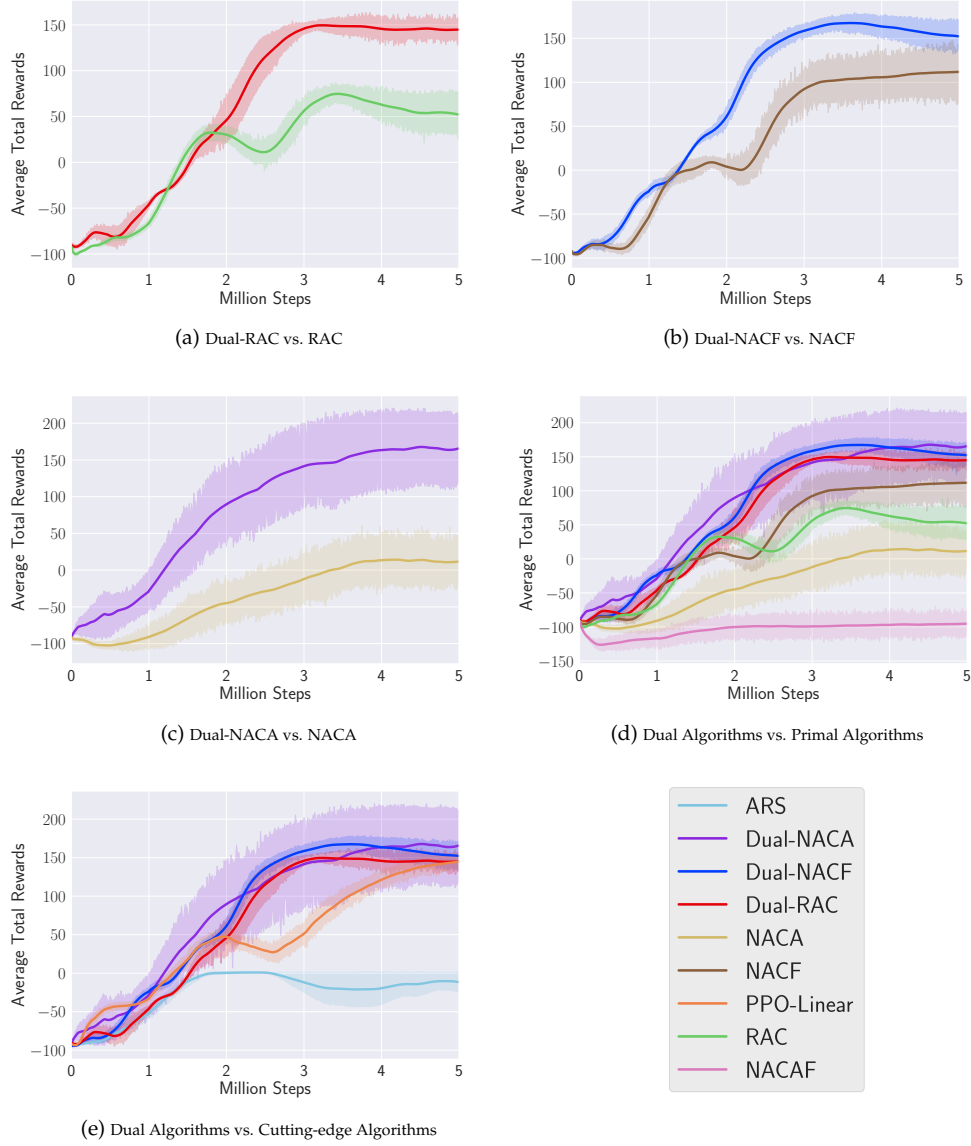 150
100
50
0
−50
−100
Average Total Rewards
0 1 2 3 4 5
Million Steps
(a) Dual-RAC vs. RAC
150
100
50
0
−50
−100
Average Total Rewards
0 1 2 3 4 5
Million Steps
(b) Dual-NACF vs. NACF
200
150
100
50
0
−50
−100
Average Total Rewards
0 1 2 3 4 5
Million Steps
(c) Dual-NACA vs. NACA
200
150
100
50
0
−50
−100
−150
Average Total Rewards
0 1 2 3 4 5
Million Steps
(d) Dual Algorithms vs. Primal Algorithms
200
150
100
50
0
−50
−100
Average Total Rewards
0 1 2 3 4 5
Million Steps
(e) Dual Algorithms vs. Cutting-edge Algorithms
ARS
Dual-NACA
Dual-NACF
Dual-RAC
NACA
NACF
PPO-Linear
RAC
NACAF